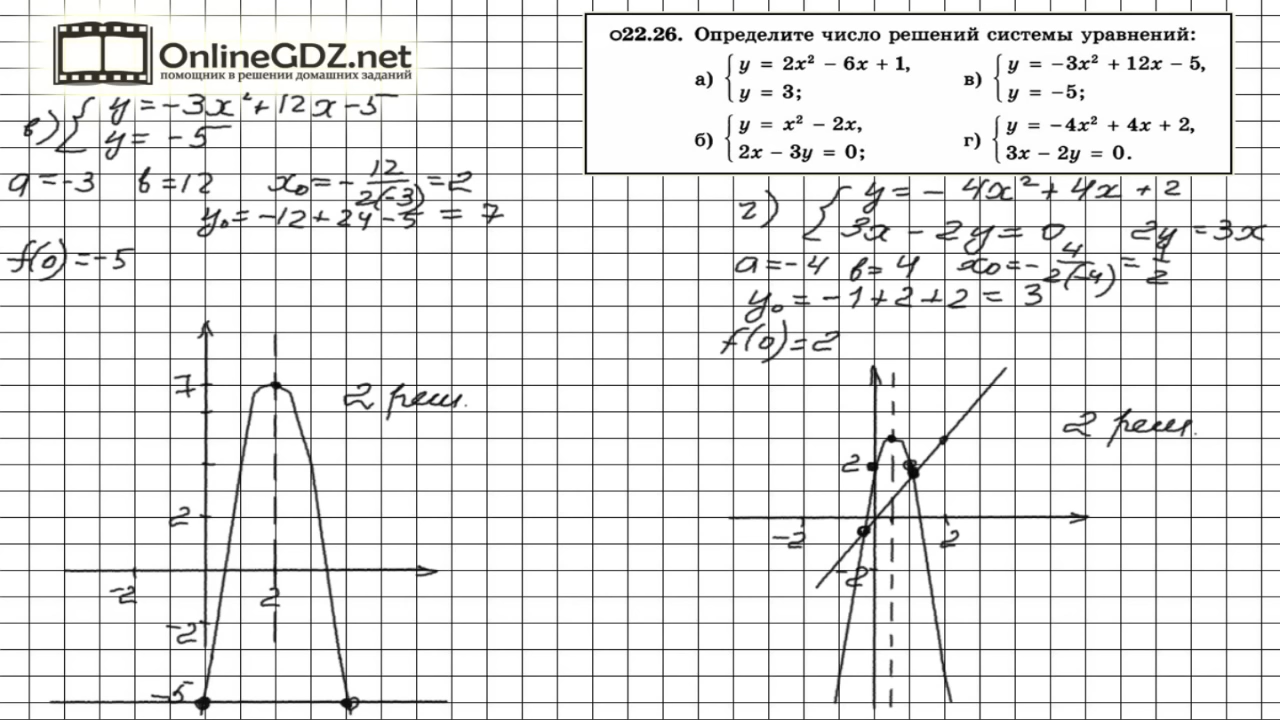 OnlineGDZ.net
помощник в решении домашних заданий
о22.26. Определите число решений системы уравнений:
а) { y = 2x² − 6x + 1,
y = 3;
б) { y = x² − 2x,
2x − 3y = 0;
в) { y = −3x² + 12x − 5,
y = −5;
г) { y = −4x² + 4x + 2,
3x − 2y = 0.
в) { y = −3x² + 12x − 5
y = −5
a = −3 в = 12 x₀ = − 12/2(−3) = 2
y₀ = −12 + 24 − 5 = 7
f(0) = −5
7
2
−2
2
−2
−5
2 реш.
г) { y = − 4x² + 4x + 2
3x − 2y = 0 2y = 3x
a = −4 в = 4 x₀ = − 4/2(−4) = 1/2
y₀ = −1 + 2 + 2 = 3
f(0) = 2
2
−2
2
−2
2 реш.